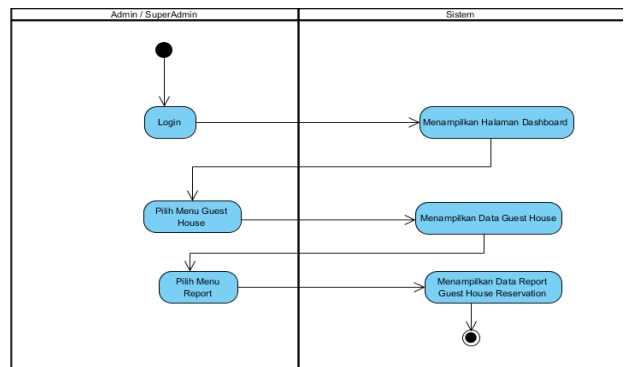 Admin / SuperAdmin
Sistem
Login
Menampilkan Halaman Dashboard
Pilih Menu Guest
House
Menampilkan Data Guest House
Pilih Menu
Report
Menampilkan Data Report
Guest House Reservation